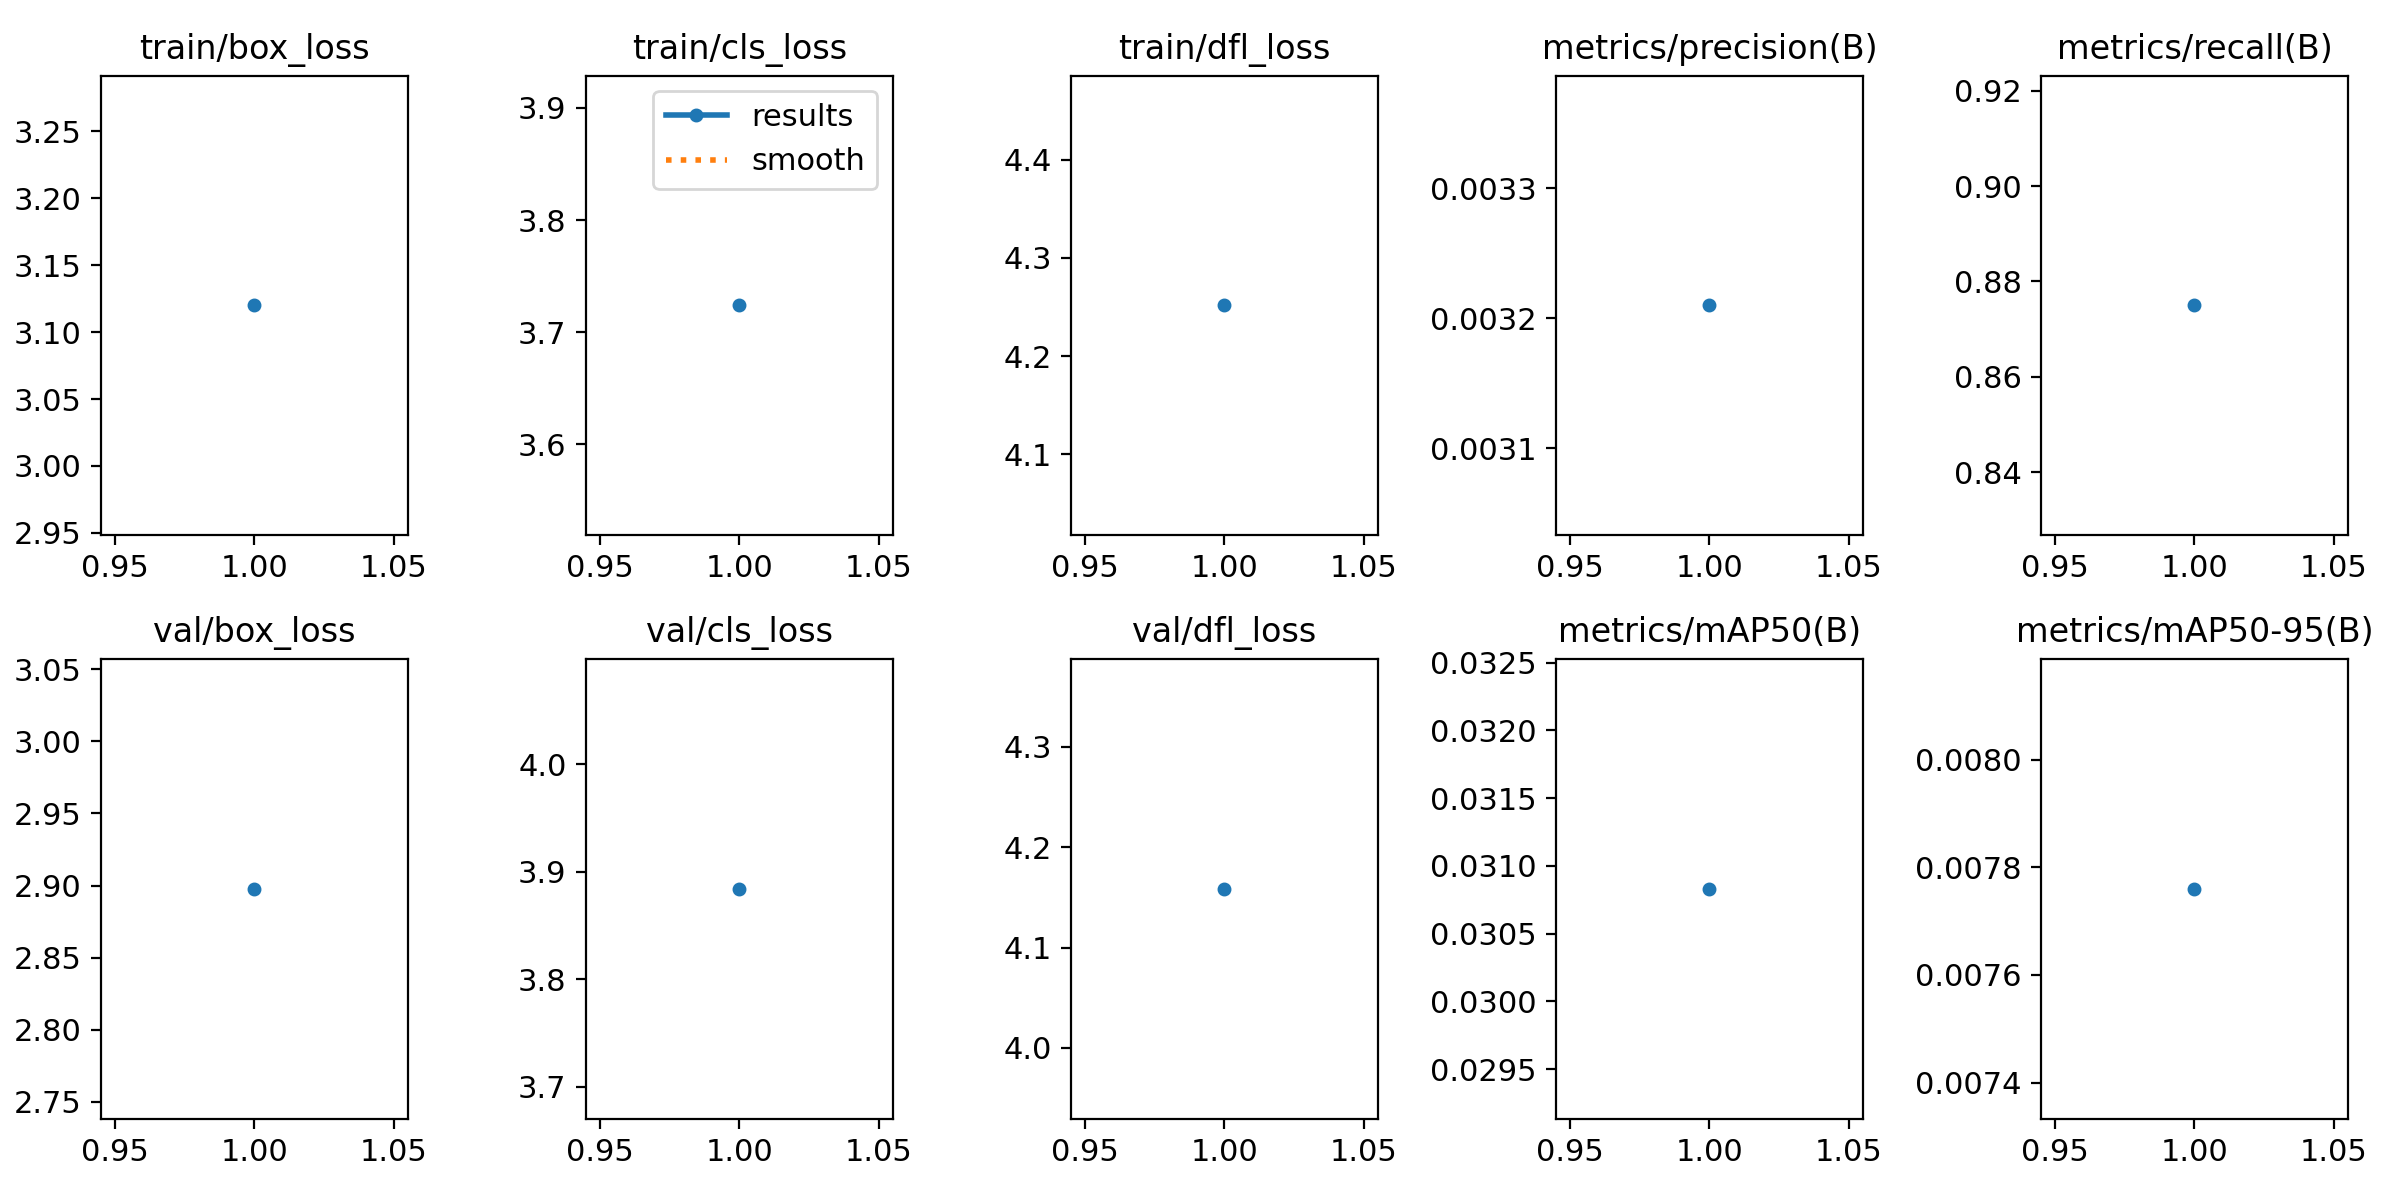 train/box_loss
3.25
3.20
3.15
3.10
3.05
3.00
2.95
0.95 1.00 1.05
train/cls_loss
results
smooth
3.9
3.8
3.7
3.6
0.95 1.00 1.05
train/dfl_loss
4.4
4.3
4.2
4.1
0.95 1.00 1.05
metrics/precision(B)
0.0033
0.0032
0.0031
0.95 1.00 1.05
metrics/recall(B)
0.92
0.90
0.88
0.86
0.84
0.95 1.00 1.05
val/box_loss
3.05
3.00
2.95
2.90
2.85
2.80
2.75
0.95 1.00 1.05
val/cls_loss
4.0
3.9
3.8
3.7
0.95 1.00 1.05
val/dfl_loss
4.3
4.2
4.1
4.0
0.95 1.00 1.05
metrics/mAP50(B)
0.0325
0.0320
0.0315
0.0310
0.0305
0.0300
0.0295
0.95 1.00 1.05
metrics/mAP50-95(B)
0.0080
0.0078
0.0076
0.0074
0.95 1.00 1.05